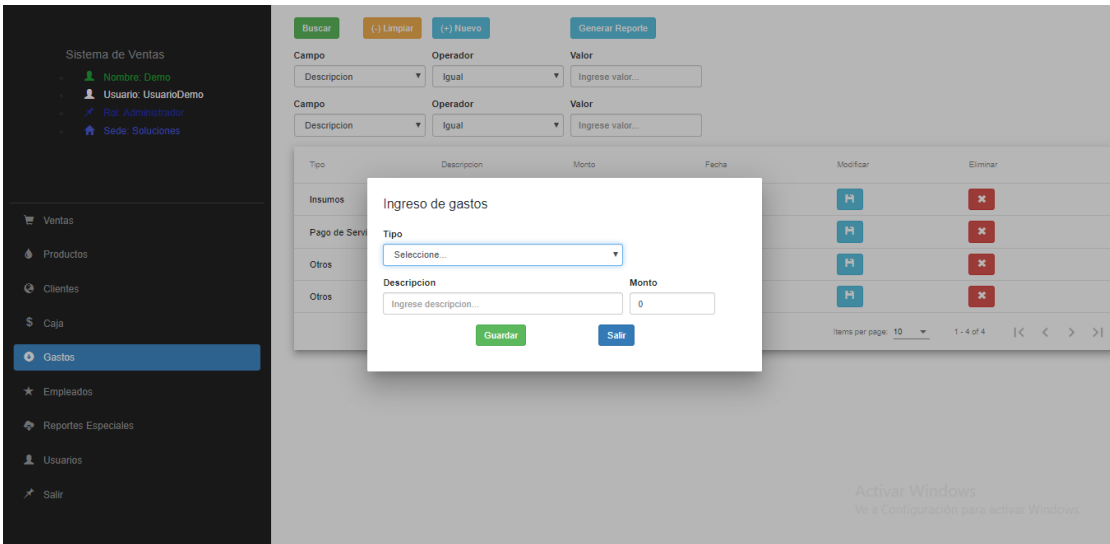 Sistema de Ventas
Nombre: Demo
Usuario: UsuarioDemo
Rol: Administrador
Sede: Soluciones
Ventas
Productos
Clientes
Caja
Gastos
Empleados
Reportes Especiales
Usuarios
Salir
Buscar (-) Limpiar (+) Nuevo Generar Reporte
Campo Operador Valor
Descripcion Igual Ingrese valor...
Campo Operador Valor
Descripcion Igual Ingrese valor...
Tipo Descripcion Monto Fecha Modificar Eliminar
Insumos
Pago de Servi
Otros
Otros
Items per page: 10 1 - 4 of 4
Ingreso de gastos
Tipo
Seleccione...
Descripcion Monto
Ingrese descripcion... 0
Guardar Salir
Activar Windows
Ve a Configuración para activar Windows.